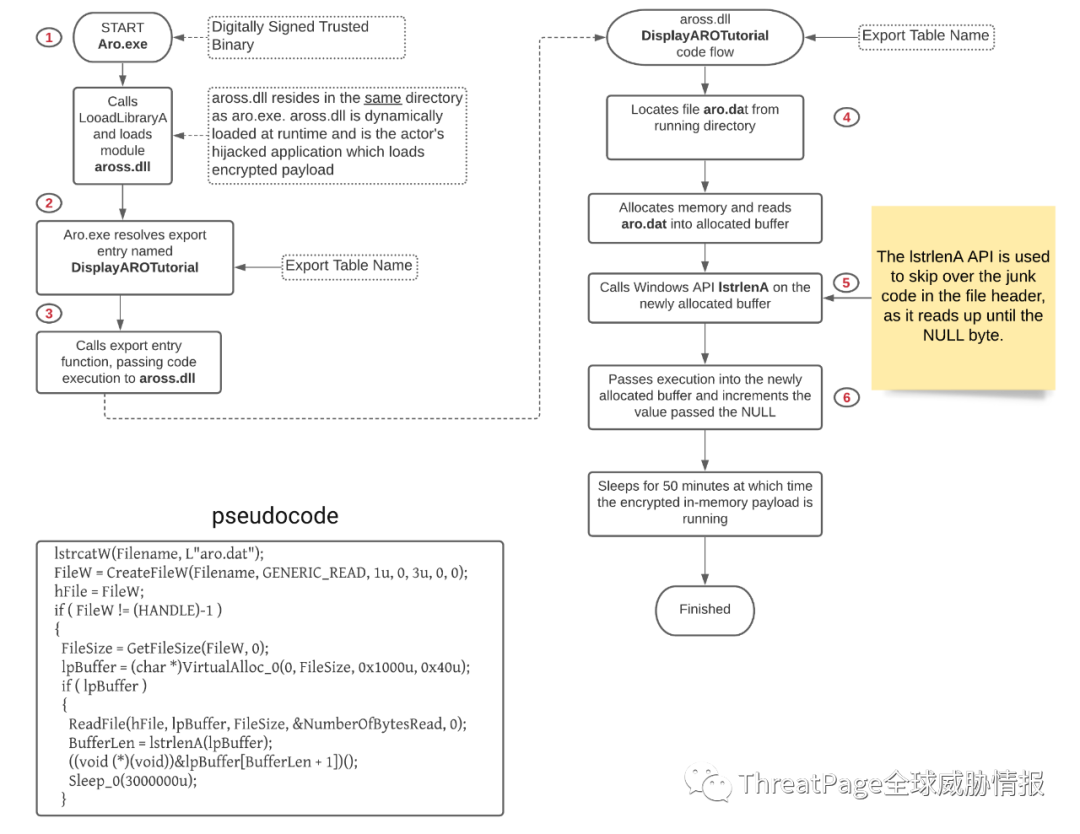 1
START
Aro.exe
Digitally Signed Trusted
Binary
Calls
LooadLibraryA
and loads
module
aross.dll
aross.dll resides in the same directory
as aro.exe. aross.dll is dynamically
loaded at runtime and is the actor's
hijacked application which loads
encrypted payload
2
Aro.exe resolves export
entry named
DisplayAROTutorial
Export Table Name
3
Calls export entry
function, passing code
execution to aross.dll
aross.dll
DisplayAROTutorial
code flow
Export Table Name
Locates file aro.dat from
running directory
4
Allocates memory and reads
aro.dat into allocated buffer
Calls Windows API lstrlenA on the
newly allocated buffer
5
The lstrlenA API is used
to skip over the junk
code in the file header,
as it reads up until the
NULL byte.
Passes execution into the newly
allocated buffer and increments the
value passed the NULL
6
Sleeps for 50 minutes at which time
the encrypted in-memory payload is
running
Finished
pseudocode
lstrcatW(Filename, L"aro.dat");
FileW = CreateFileW(Filename, GENERIC_READ, 1u, 0, 3u, 0, 0);
hFile = FileW;
if ( FileW != (HANDLE)-1 )
{
FileSize = GetFileSize(FileW, 0);
lpBuffer = (char *)VirtualAlloc_0(0, FileSize, 0x1000u, 0x40u);
if ( lpBuffer )
{
ReadFile(hFile, lpBuffer, FileSize, &NumberOfBytesRead, 0);
BufferLen = lstrlenA(lpBuffer);
((void (*)(void))&lpBuffer[BufferLen + 1])();
Sleep_0(3000000u);
}
ThreatPage全球威胁情报